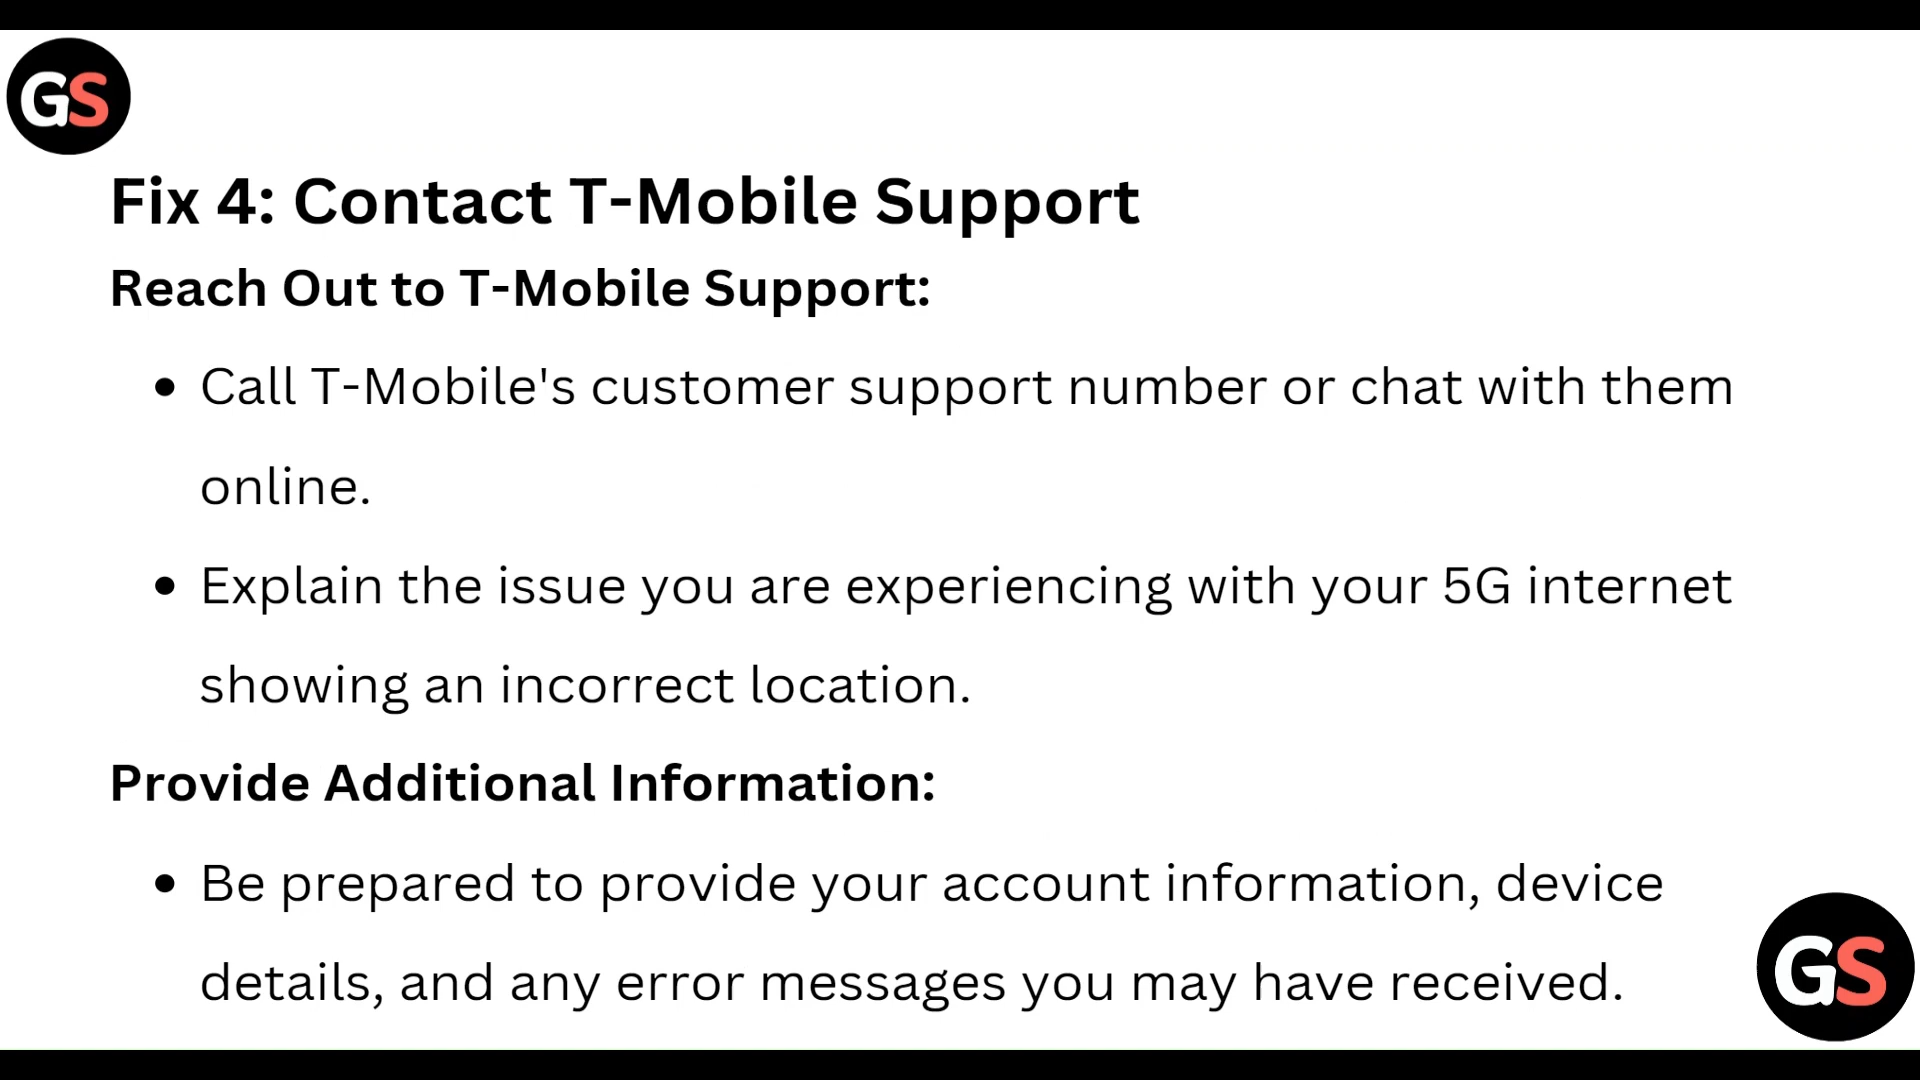 GS
Fix 4: Contact T-Mobile Support
Reach Out to T-Mobile Support:
• Call T-Mobile's customer support number or chat with them
online.
• Explain the issue you are experiencing with your 5G internet
showing an incorrect location.
Provide Additional Information:
• Be prepared to provide your account information, device
details, and any error messages you may have received.
GS